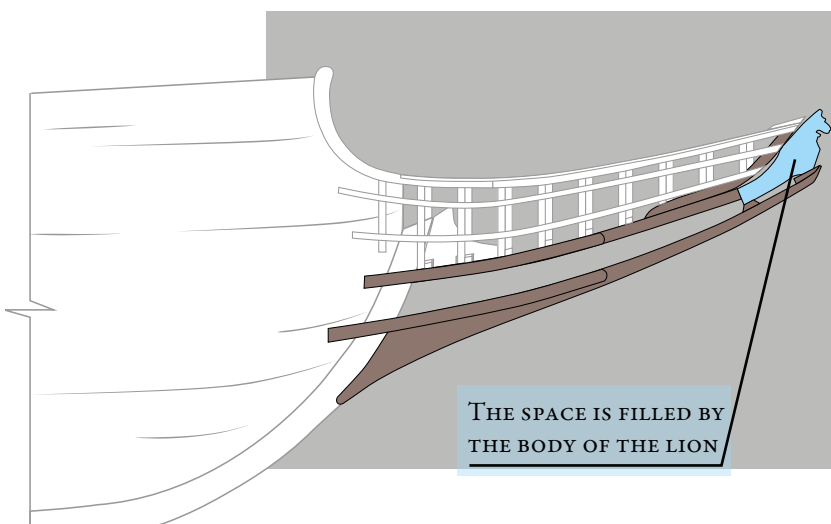 The space is filled by
the body of the lion